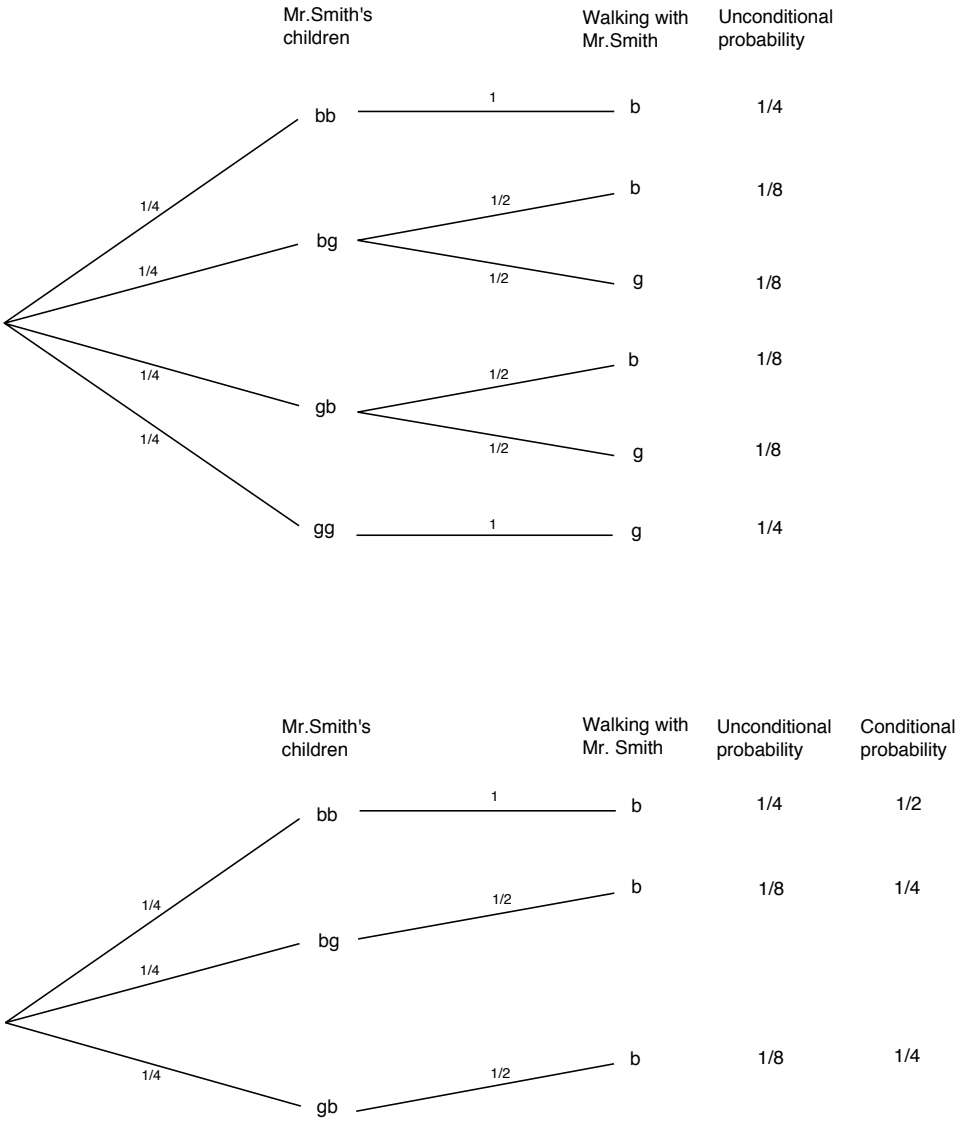 Mr.Smith's children
Walking with Mr.Smith
Unconditional probability
1
bb
b
1/4
1/4
1/2
b
1/8
1/4
bg
1/2
g
1/8
1/4
1/2
b
1/8
gb
1/4
1/2
g
1/8
1
gg
g
1/4
Mr.Smith's children
Walking with Mr. Smith
Unconditional probability
Conditional probability
1
bb
b
1/4
1/2
1/4
1/2
b
1/8
1/4
1/4
bg
1/4
1/2
b
1/8
1/4
gb